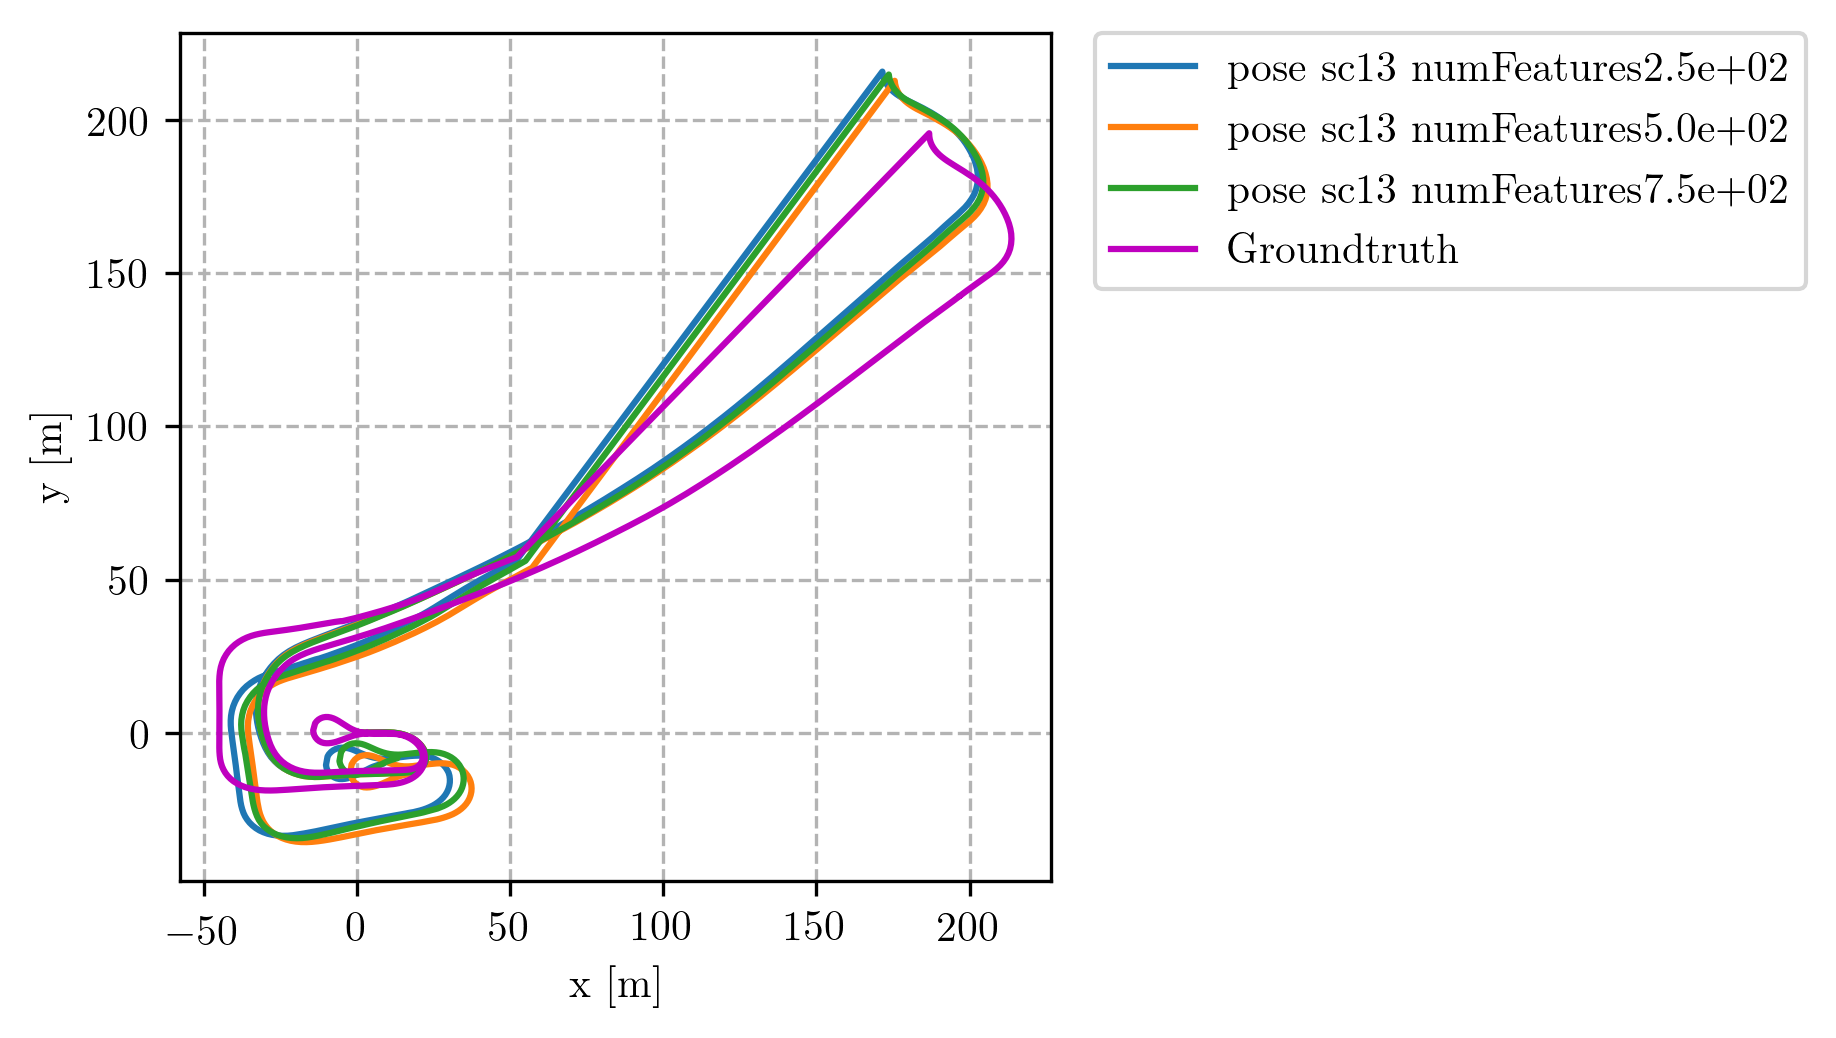 pose sc13 numFeatures2.5e+02
pose sc13 numFeatures5.0e+02
pose sc13 numFeatures7.5e+02
Groundtruth
200
150
100
50
0
y [m]
−50 0 50 100 150 200
x [m]